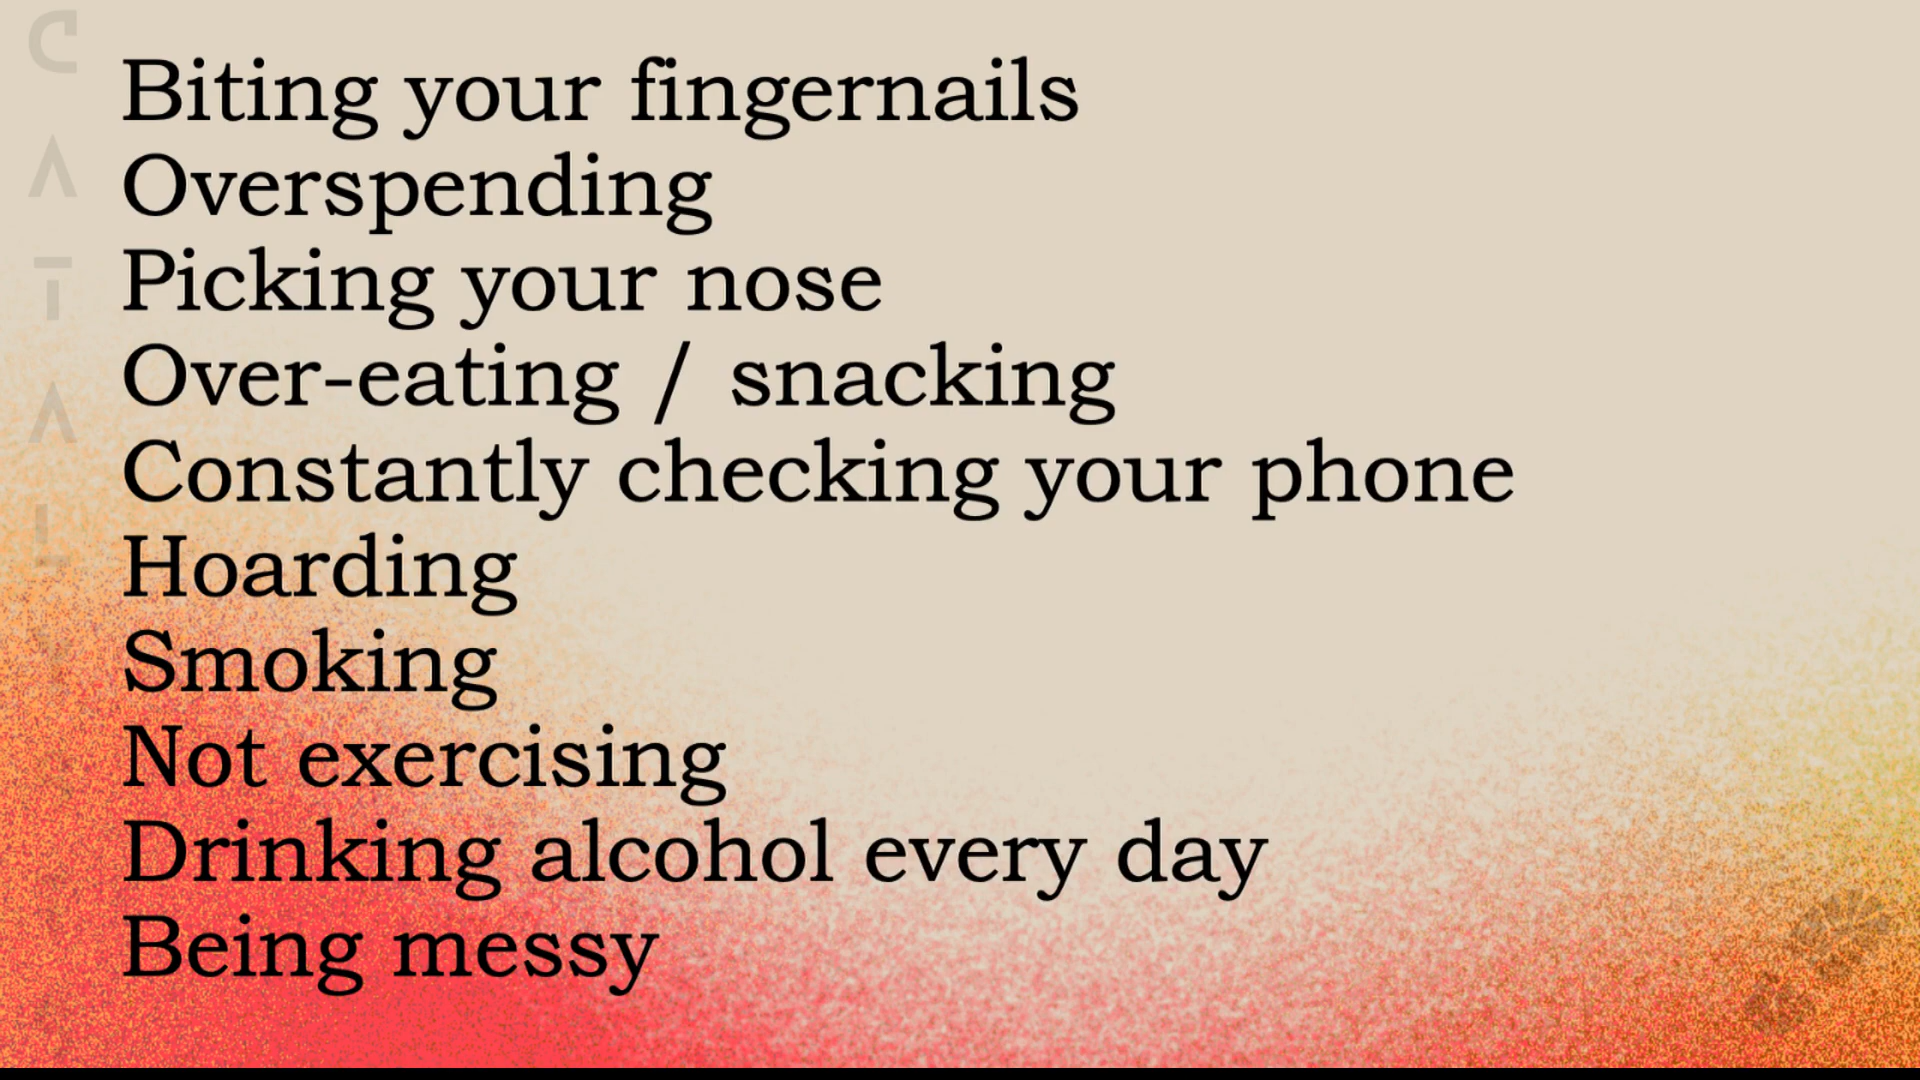 Biting your fingernails
Overspending
Picking your nose
Over-eating / snacking
Constantly checking your phone
Hoarding
Smoking
Not exercising
Drinking alcohol every day
Being messy